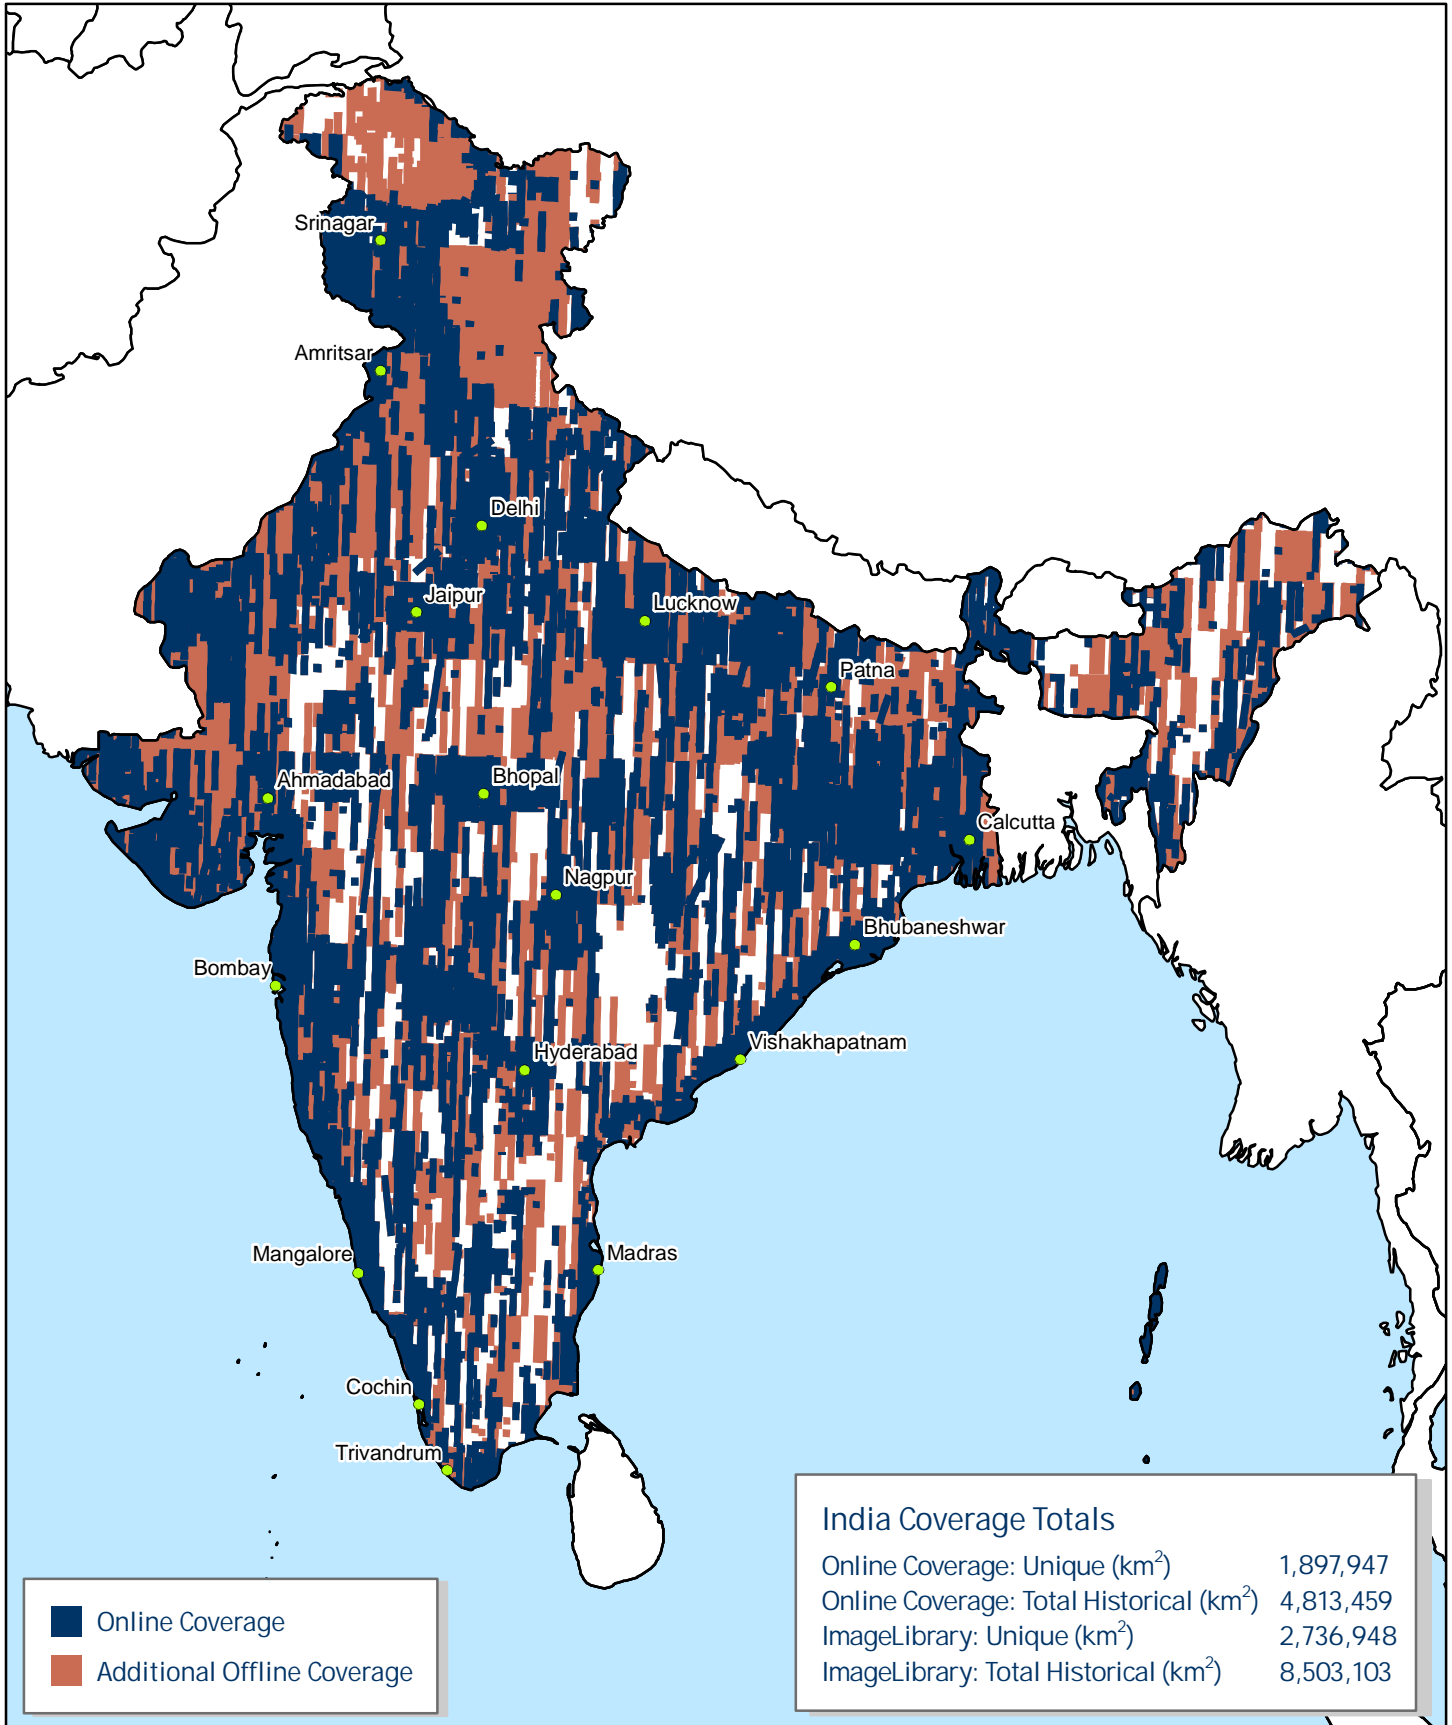 Srinagar
Amritsar
Delhi
Jaipur
Lucknow
Patna
Ahmadabad
Bhopal
Calcutta
Nagpur
Bhubaneshwar
Bombay
Vishakhapatnam
Hyderabad
Mangalore
Madras
Cochin
Trivandrum
India Coverage Totals
Online Coverage: Unique (km²) 1,897,947
Online Coverage: Total Historical (km²) 4,813,459
ImageLibrary: Unique (km²) 2,736,948
ImageLibrary: Total Historical (km²) 8,503,103
Online Coverage
Additional Offline Coverage